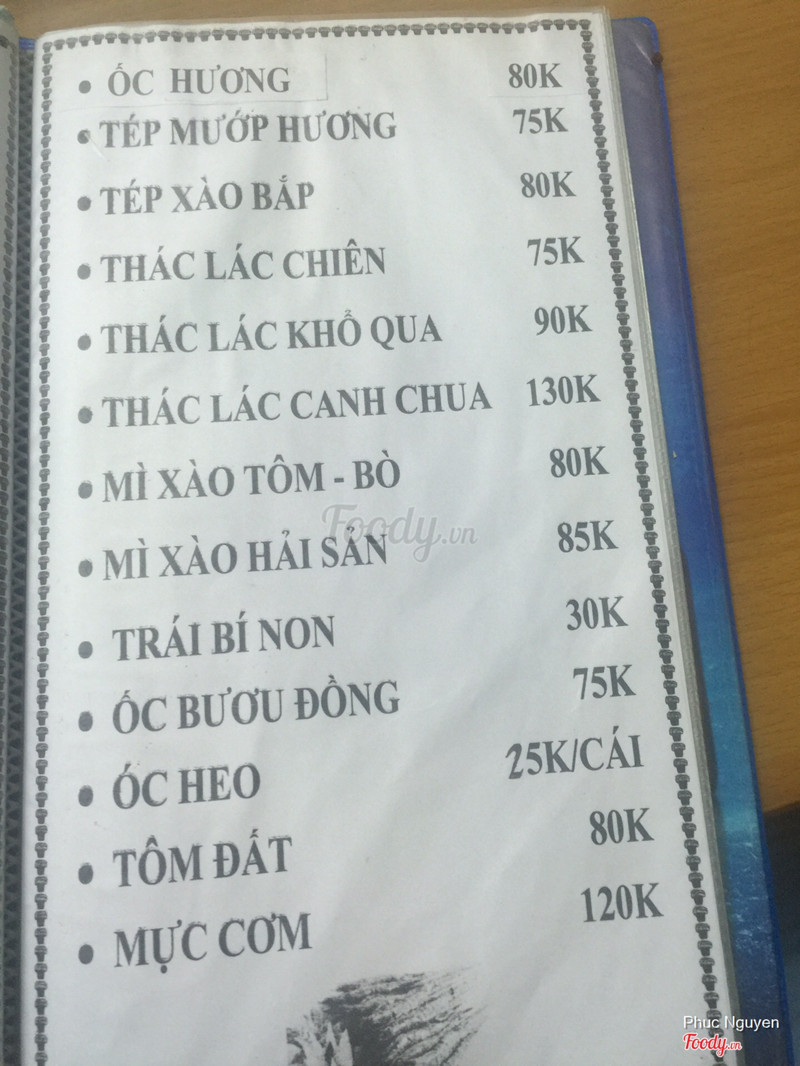 • ỐC HƯƠNG 80K
• TÉP MƯỚP HƯƠNG 75K
• TÉP XÀO BẮP 80K
• THÁC LÁC CHIÊN 75K
• THÁC LÁC KHỔ QUA 90K
• THÁC LÁC CANH CHUA 130K
• MÌ XÀO TÔM - BÒ 80K
Foody.vn
• MÌ XÀO HẢI SẢN 85K
• TRÁI BÍ NON 30K
• ỐC BƯƠU ĐỒNG 75K
• ÓC HEO 25K/CÁI
• TÔM ĐẤT 80K
• MỰC CƠM 120K
Phuc Nguyen
Foody.vn